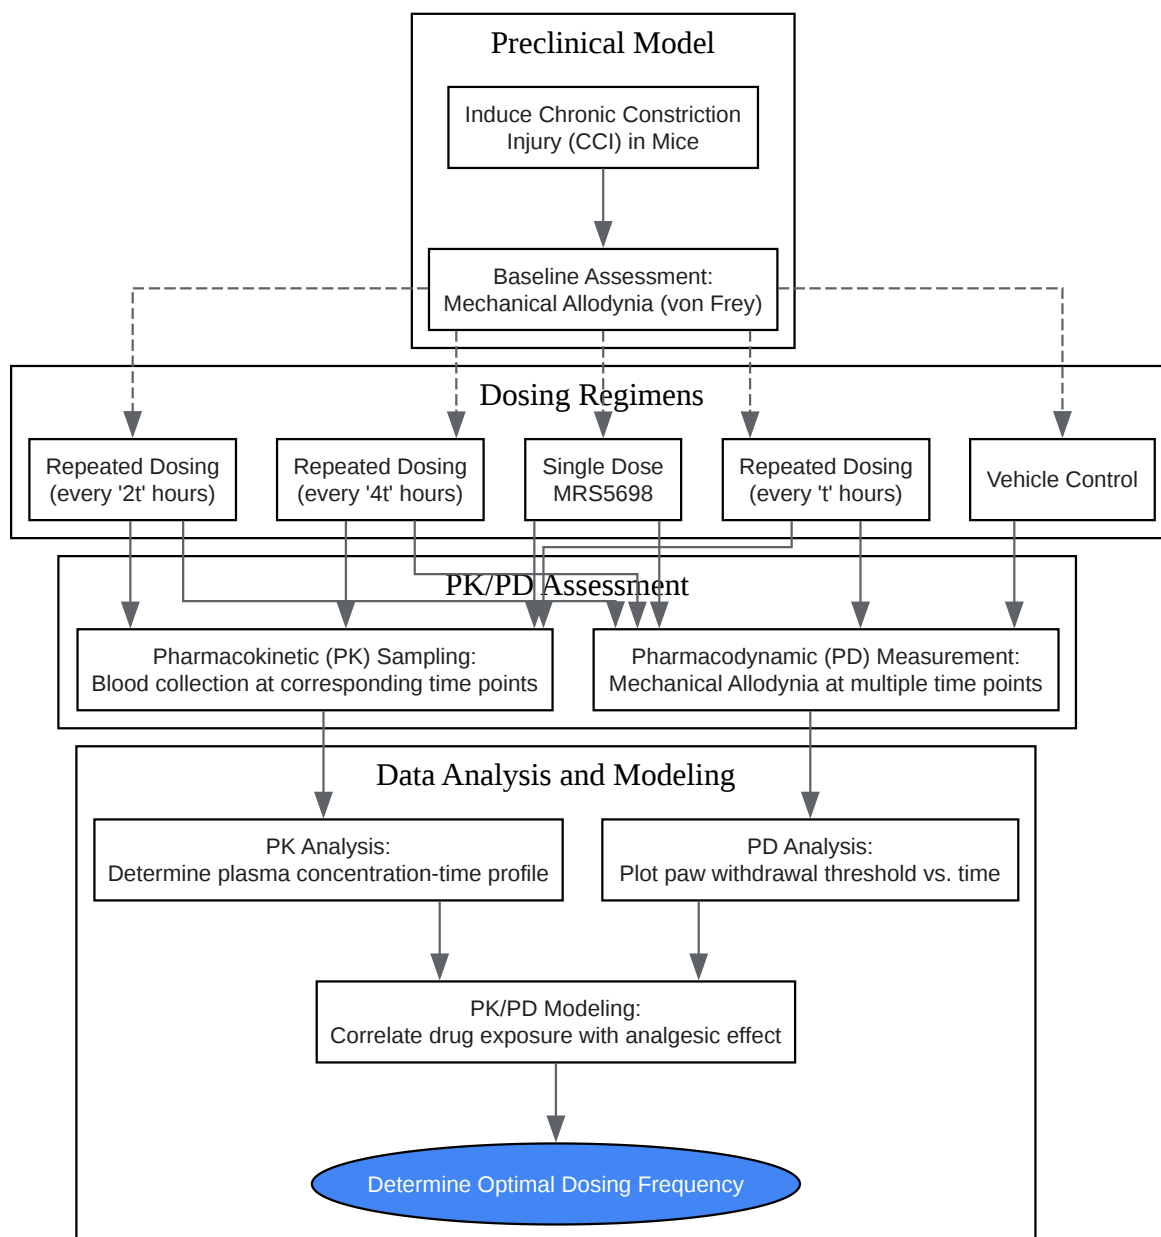 Preclinical Model
Induce Chronic Constriction
Injury (CCI) in Mice
Baseline Assessment:
Mechanical Allodynia (von Frey)
Dosing Regimens
Repeated Dosing
(every '2t' hours)
Repeated Dosing
(every '4t' hours)
Single Dose
MRS5698
Repeated Dosing
(every 't' hours)
Vehicle Control
PK/PD Assessment
Pharmacokinetic (PK) Sampling:
Blood collection at corresponding time points
Pharmacodynamic (PD) Measurement:
Mechanical Allodynia at multiple time points
Data Analysis and Modeling
PK Analysis:
Determine plasma concentration-time profile
PD Analysis:
Plot paw withdrawal threshold vs. time
PK/PD Modeling:
Correlate drug exposure with analgesic effect
Determine Optimal Dosing Frequency